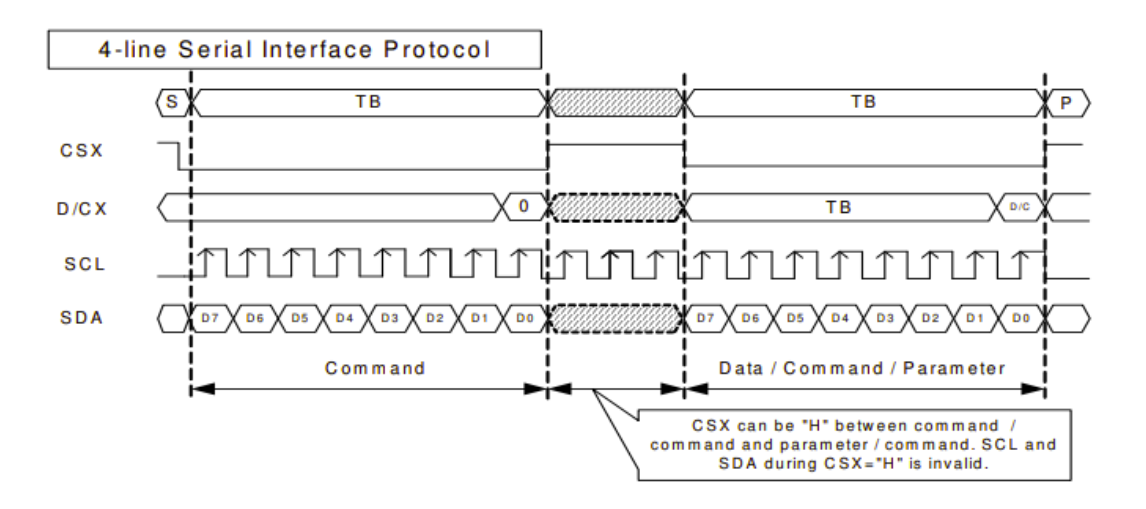 4-line Serial Interface Protocol
S TB TB P
CSX
D/CX 0 TB D/C
SCL
SDA D7 D6 D5 D4 D3 D2 D1 D0 D7 D6 D5 D4 D3 D2 D1 D0
Command Data / Command / Parameter
CSX can be "H" between command /
command and parameter / command. SCL and
SDA during CSX="H" is invalid.